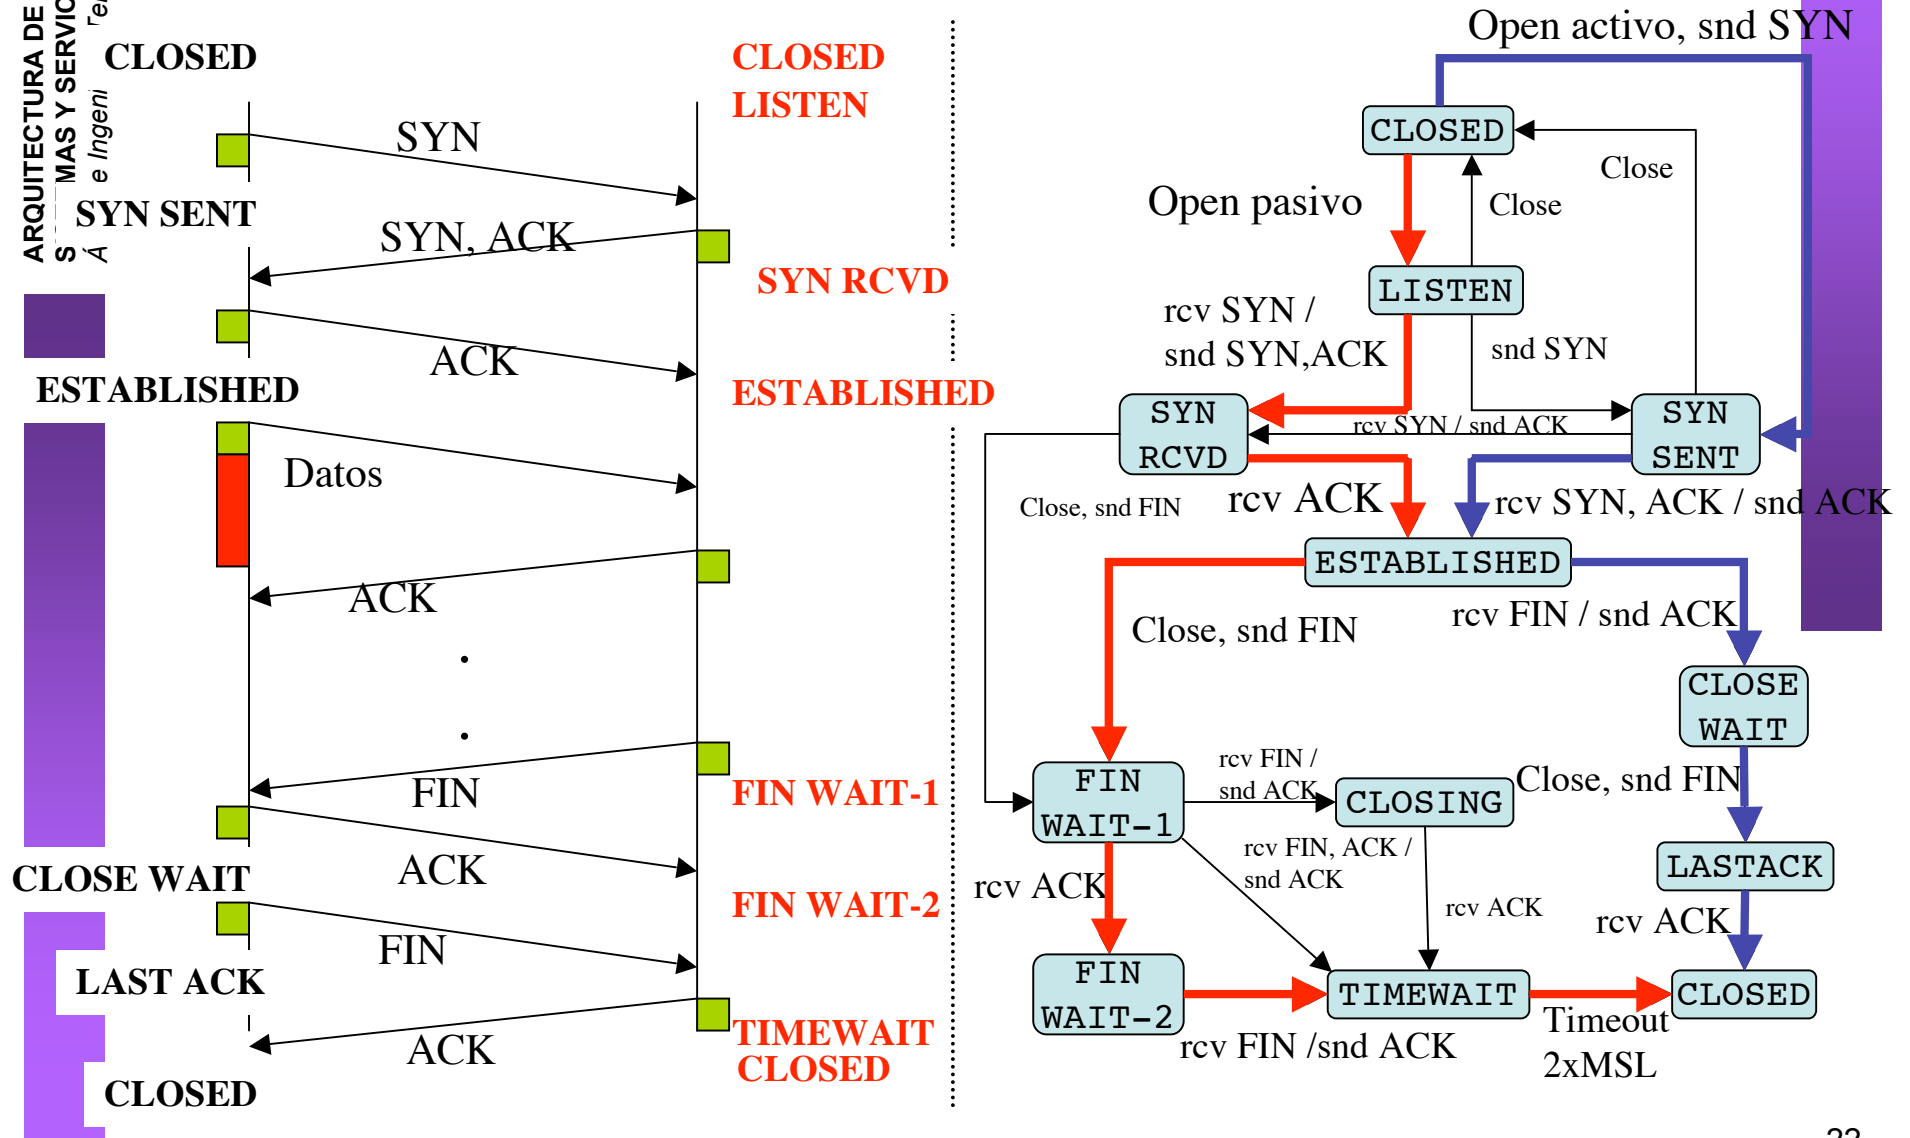 ARQUITECTURA DE
MAS Y SERVIC
e Ingeni
CLOSED
SYN
SYN SENT
SYN, ACK
ACK
ESTABLISHED
Datos
ACK
.
.
FIN
ACK
CLOSE WAIT
FIN
LAST ACK
ACK
CLOSED
CLOSED
LISTEN
SYN RCVD
ESTABLISHED
FIN WAIT-1
FIN WAIT-2
TIMEWAIT
CLOSED
Open activo, snd SYN
CLOSED
Close
Open pasivo
Close
LISTEN
rcv SYN /
snd SYN,ACK
snd SYN
SYN
RCVD
rcv SYN / snd ACK
SYN
SENT
Close, snd FIN
rcv ACK
rcv SYN, ACK / snd ACK
ESTABLISHED
Close, snd FIN
rcv FIN / snd ACK
CLOSE
WAIT
FIN
WAIT-1
rcv FIN /
snd ACK
CLOSING
Close, snd FIN
rcv FIN, ACK /
snd ACK
rcv ACK
rcv ACK
LASTACK
rcv ACK
FIN
WAIT-2
rcv FIN /snd ACK
TIMEWAIT
Timeout
2xMSL
CLOSED